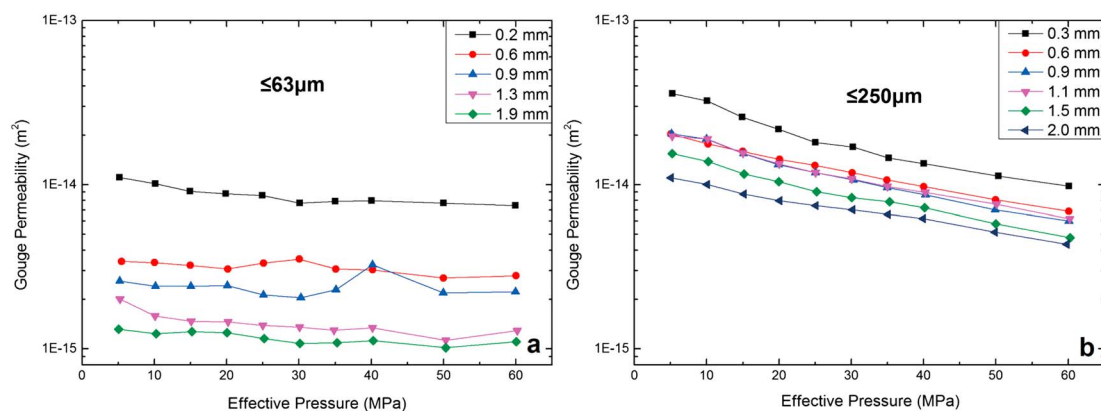 1E-13
1E-14
1E-15
Gouge Permeability (m²)
≤63μm
0.2 mm
0.6 mm
0.9 mm
1.3 mm
1.9 mm
a
0 10 20 30 40 50 60
Effective Pressure (MPa)
1E-13
1E-14
1E-15
Gouge Permeability (m²)
≤250μm
0.3 mm
0.6 mm
0.9 mm
1.1 mm
1.5 mm
2.0 mm
b
0 10 20 30 40 50 60
Effective Pressure (MPa)